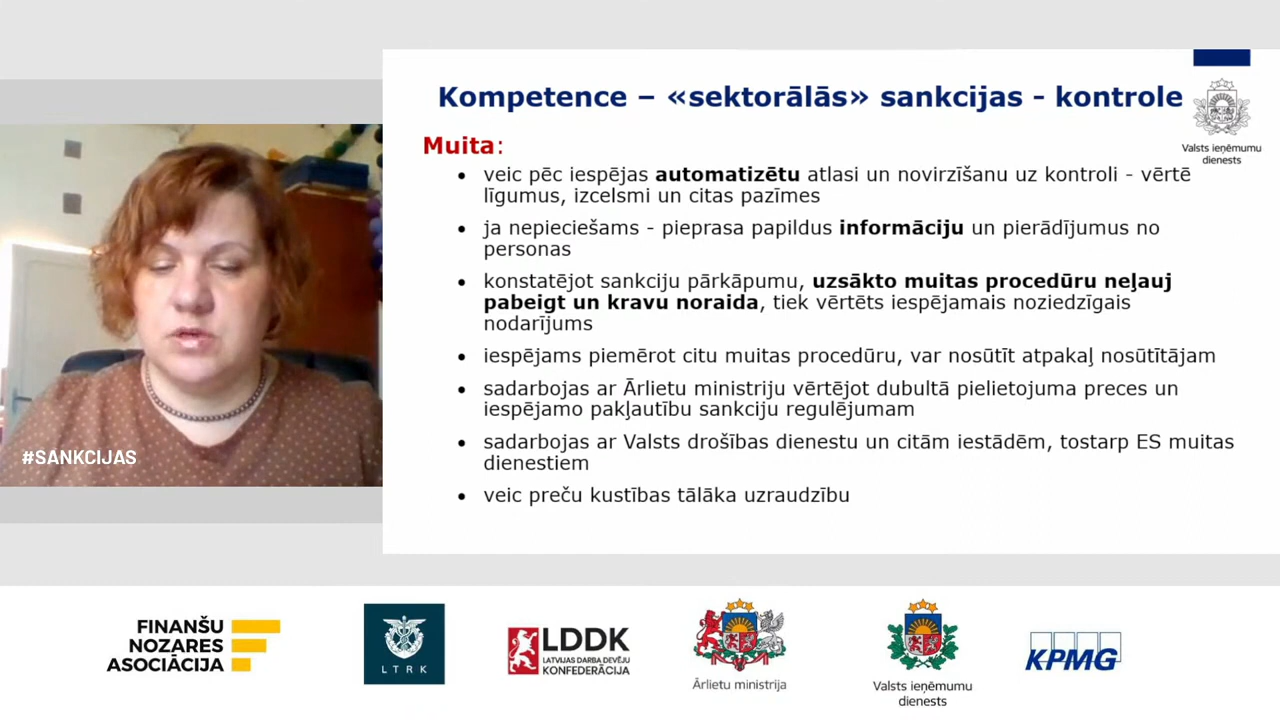 Kompetence – «sektorālās» sankcijas - kontrole
Valsts ieņēmumu
dienests
Muita:
• veic pēc iespējas automatizētu atlasi un novirzīšanu uz kontroli - vērtē
līgumus, izcelsmi un citas pazīmes
• ja nepieciešams - pieprasa papildus informāciju un pierādījumus no
personas
• konstatējot sankciju pārkāpumu, uzsākto muitas procedūru neļauj
pabeigt un kravu noraida, tiek vērtēts iespējamais noziedzīgais
nodarījums
• iespējams piemērot citu muitas procedūru, var nosūtīt atpakaļ nosūtītājam
• sadarbojas ar Ārlietu ministriju vērtējot dubultā pielietojuma preces un
iespējamo pakļautību sankciju regulējumam
• sadarbojas ar Valsts drošības dienestu un citām iestādēm, tostarp ES muitas
dienestiem
• veic preču kustības tālāka uzraudzību
#SANKCIJAS
FINANŠU
NOZARES
ASOCIĀCIJA
LTRK
LDDK
LATVIJAS DARBA DEVĒJU
KONFEDERĀCIJA
Ārlietu ministrija
Valsts ieņēmumu
dienests
KPMG